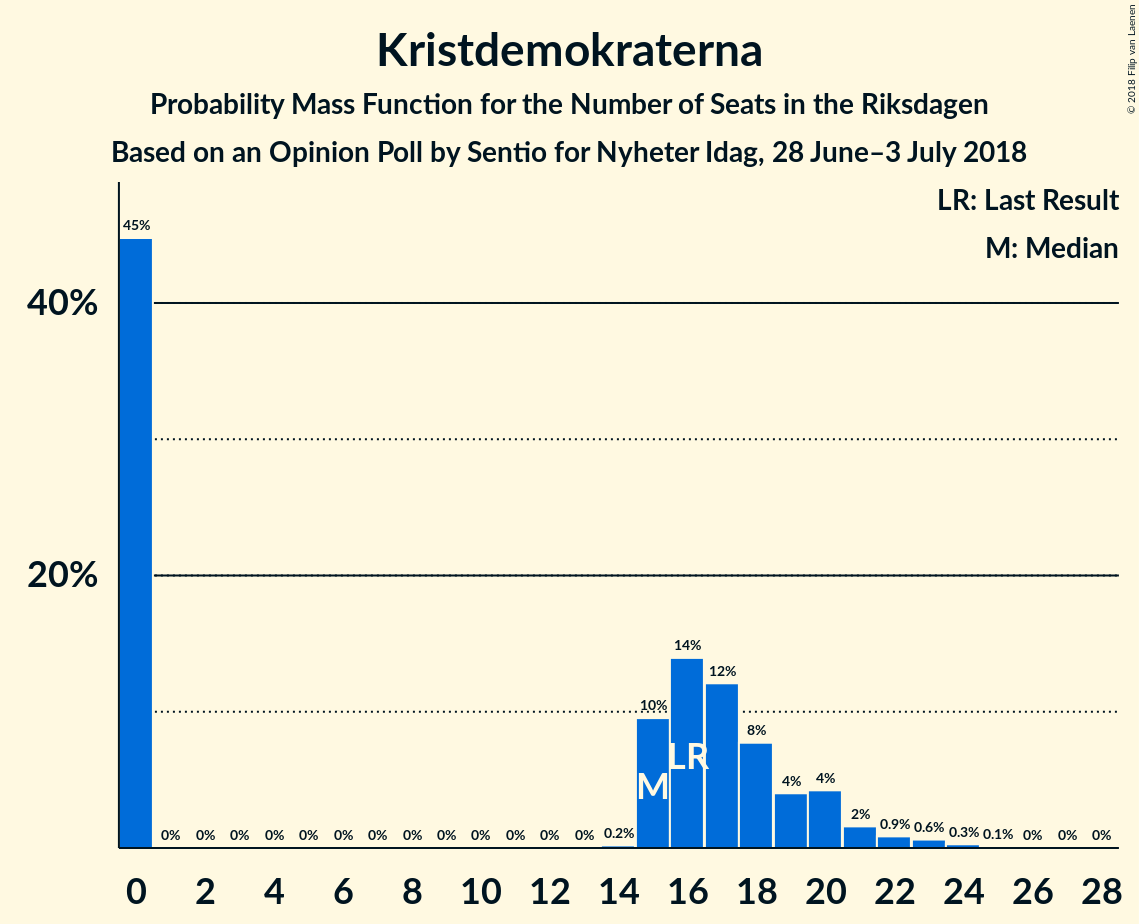 © 2018 Filip van Laenen
Kristdemokraterna
Probability Mass Function for the Number of Seats in the Riksdagen
Based on an Opinion Poll by Sentio for Nyheter Idag, 28 June–3 July 2018
LR: Last Result
M: Median
45%
40%
20%
14%
12%
10%
8%
4% 4%
2%
0% 0% 0% 0% 0% 0% 0% 0% 0% 0% 0% 0% 0% 0.2% 0.9% 0.6% 0.3% 0.1% 0% 0% 0%
LR
M
0 2 4 6 8 10 12 14 16 18 20 22 24 26 28